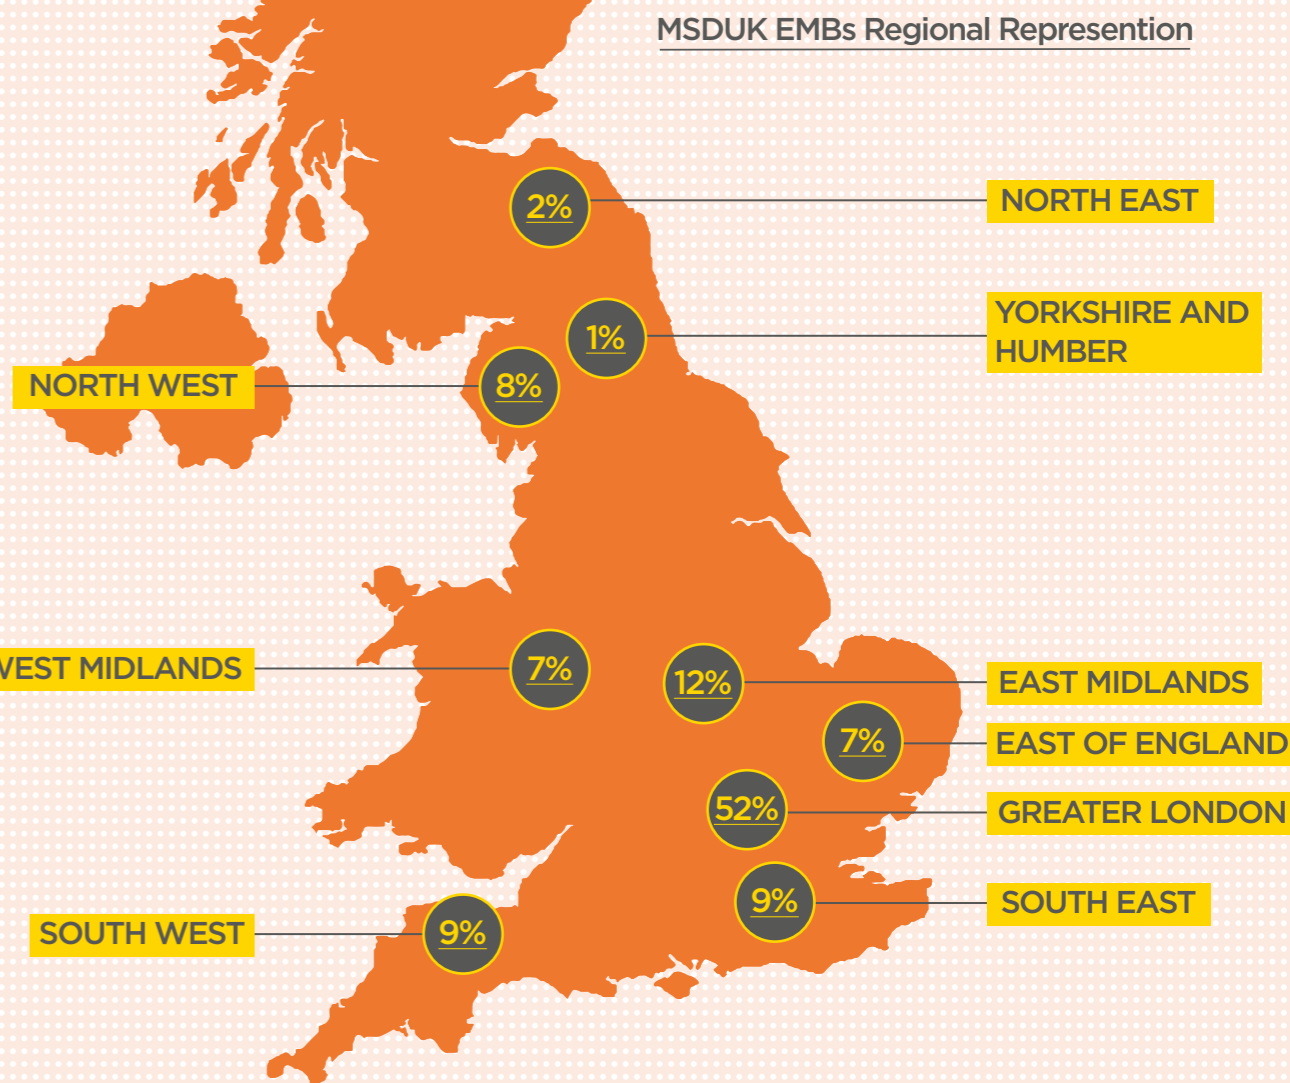 MSDUK EMBs Regional Represention
2%
NORTH EAST
YORKSHIRE AND
HUMBER
1%
NORTH WEST
8%
WEST MIDLANDS
7%
12%
EAST MIDLANDS
7%
EAST OF ENGLAND
52%
GREATER LONDON
9%
SOUTH EAST
SOUTH WEST
9%